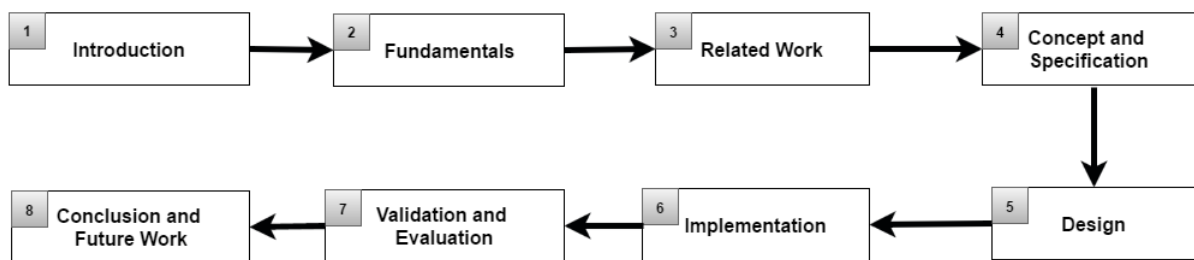 1
Introduction
2
Fundamentals
3
Related Work
4
Concept and
Specification
5
Design
6
Implementation
7
Validation and
Evaluation
8
Conclusion and
Future Work